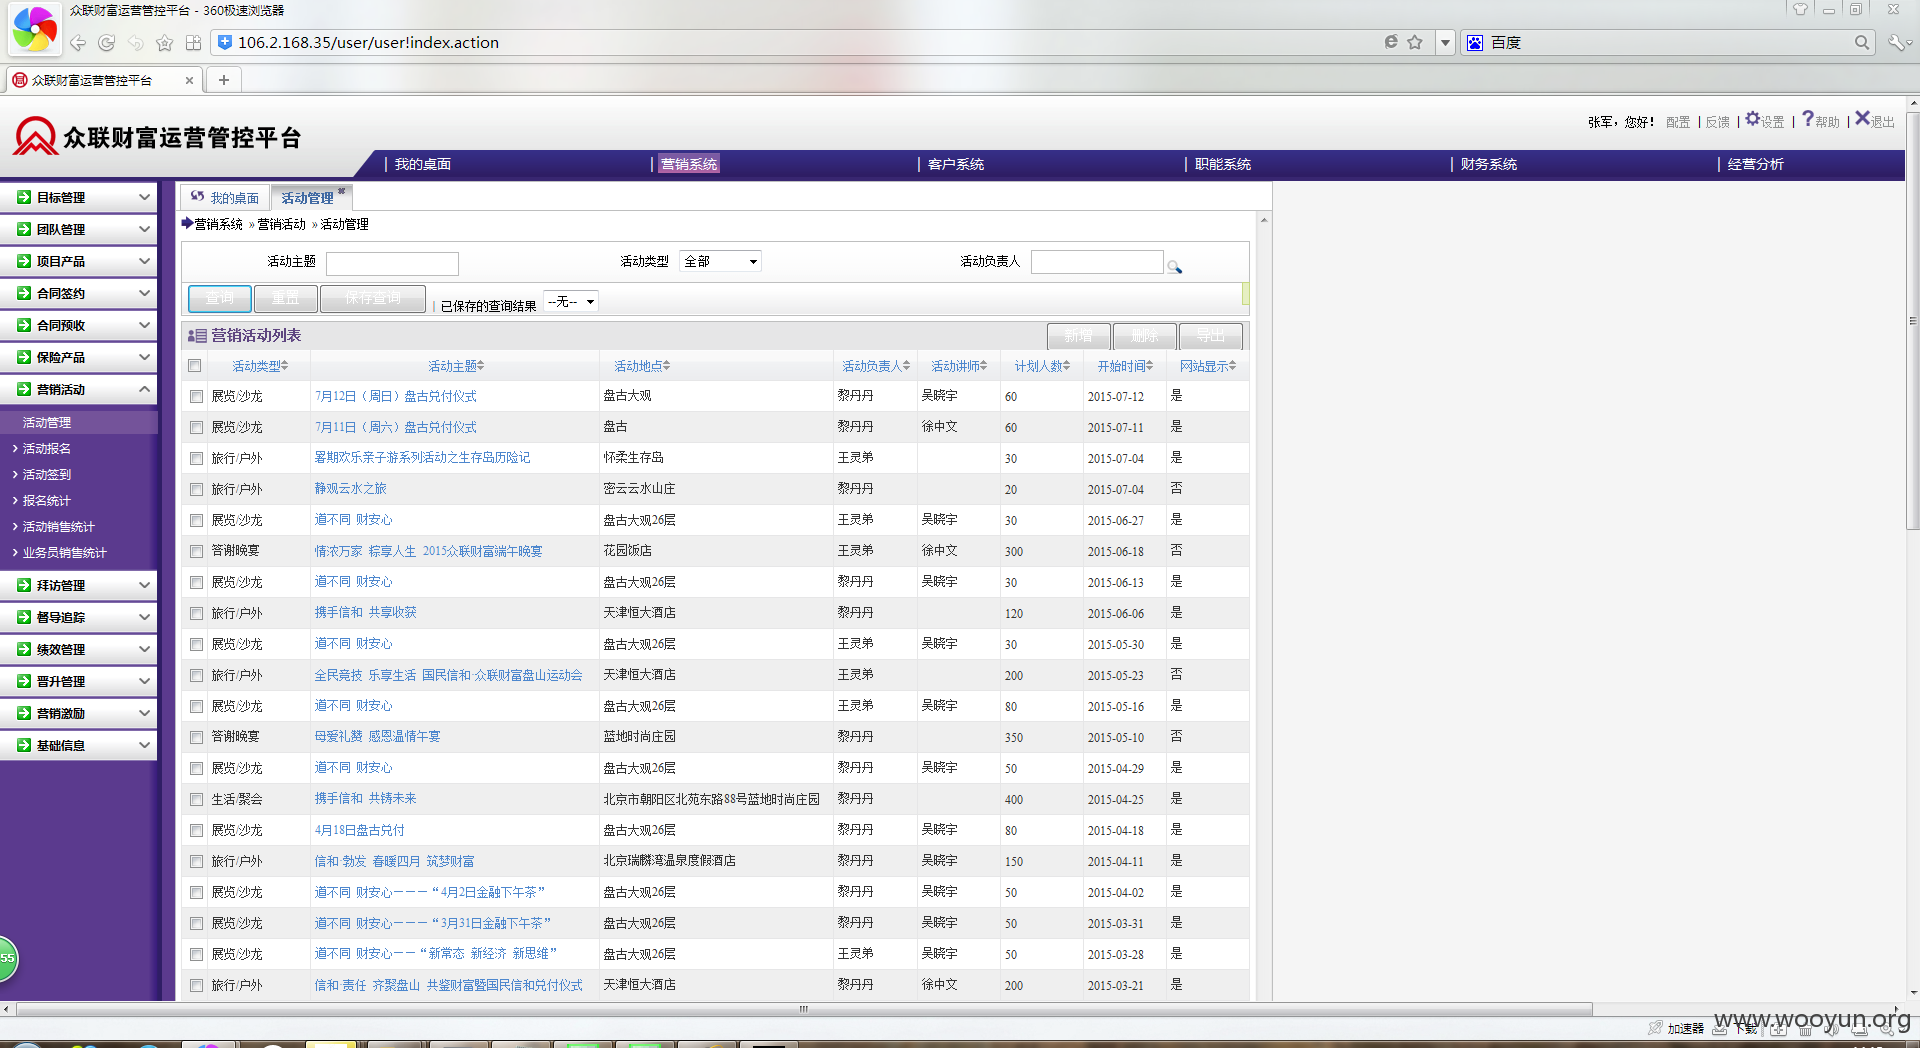 众联财富运营管控平台 - 360极速浏览器
106.2.168.35/user/user!index.action
百度
众联财富运营管控平台
众联财富运营管控平台
张军，您好！ 配置 | 反馈 | 设置 | ?帮助 | 退出
我的桌面 | 营销系统 | 客户系统 | 职能系统 | 财务系统 | 经营分析
目标管理
团队管理
项目产品
合同签约
合同预收
保险产品
营销活动
活动管理
活动报名
活动签到
报名统计
活动销售统计
业务员销售统计
拜访管理
督导追踪
绩效管理
晋升管理
营销激励
基础信息
55
我的桌面 活动管理
营销系统 » 营销活动 » 活动管理
活动主题 活动类型 全部 活动负责人
查询 重置 保存查询 | 已保存的查询结果 --无--
营销活动列表 新增 删除 导出
活动类型 活动主题 活动地点 活动负责人 活动讲师 计划人数 开始时间 网站显示
展览/沙龙 7月12日（周日）盘古兑付仪式 盘古大观 黎丹丹 吴晓宇 60 2015-07-12 是
展览/沙龙 7月11日（周六）盘古兑付仪式 盘古 黎丹丹 徐中文 60 2015-07-11 是
旅行/户外 暑期欢乐亲子游系列活动之生存岛历险记 怀柔生存岛 王灵弟 30 2015-07-04 是
旅行/户外 静观云水之旅 密云云水山庄 黎丹丹 20 2015-07-04 否
展览/沙龙 道不同 财安心 盘古大观26层 王灵弟 吴晓宇 30 2015-06-27 是
答谢晚宴 情浓万家 粽享人生 2015众联财富端午晚宴 花园饭店 王灵弟 徐中文 300 2015-06-18 否
展览/沙龙 道不同 财安心 盘古大观26层 黎丹丹 吴晓宇 30 2015-06-13 是
旅行/户外 携手信和 共享收获 天津恒大酒店 黎丹丹 120 2015-06-06 是
展览/沙龙 道不同 财安心 盘古大观26层 王灵弟 吴晓宇 30 2015-05-30 是
旅行/户外 全民竞技 乐享生活 国民信和·众联财富盘山运动会 天津恒大酒店 王灵弟 200 2015-05-23 否
展览/沙龙 道不同 财安心 盘古大观26层 王灵弟 吴晓宇 80 2015-05-16 是
答谢晚宴 母爱礼赞 感恩温情午宴 蓝地时尚庄园 黎丹丹 350 2015-05-10 否
展览/沙龙 道不同 财安心 盘古大观26层 黎丹丹 吴晓宇 50 2015-04-29 是
生活/聚会 携手信和 共铸未来 北京市朝阳区北苑东路88号蓝地时尚庄园 黎丹丹 400 2015-04-25 是
展览/沙龙 4月18日盘古兑付 盘古大观26层 黎丹丹 吴晓宇 80 2015-04-18 是
旅行/户外 信和·勃发 春暖四月 筑梦财富 北京瑞麟湾温泉度假酒店 黎丹丹 吴晓宇 150 2015-04-11 是
展览/沙龙 道不同 财安心－－－“4月2日金融下午茶” 盘古大观26层 黎丹丹 吴晓宇 50 2015-04-02 是
展览/沙龙 道不同 财安心－－－“3月31日金融下午茶” 盘古大观26层 黎丹丹 吴晓宇 50 2015-03-31 是
展览/沙龙 道不同 财安心－－“新常态 新经济 新思维” 盘古大观26层 王灵弟 吴晓宇 50 2015-03-28 是
旅行/户外 信和·责任 齐聚盘山 共鉴财富暨国民信和兑付仪式 天津恒大酒店 黎丹丹 徐中文 200 2015-03-21 是
加速器 下载
www.wooyun.org